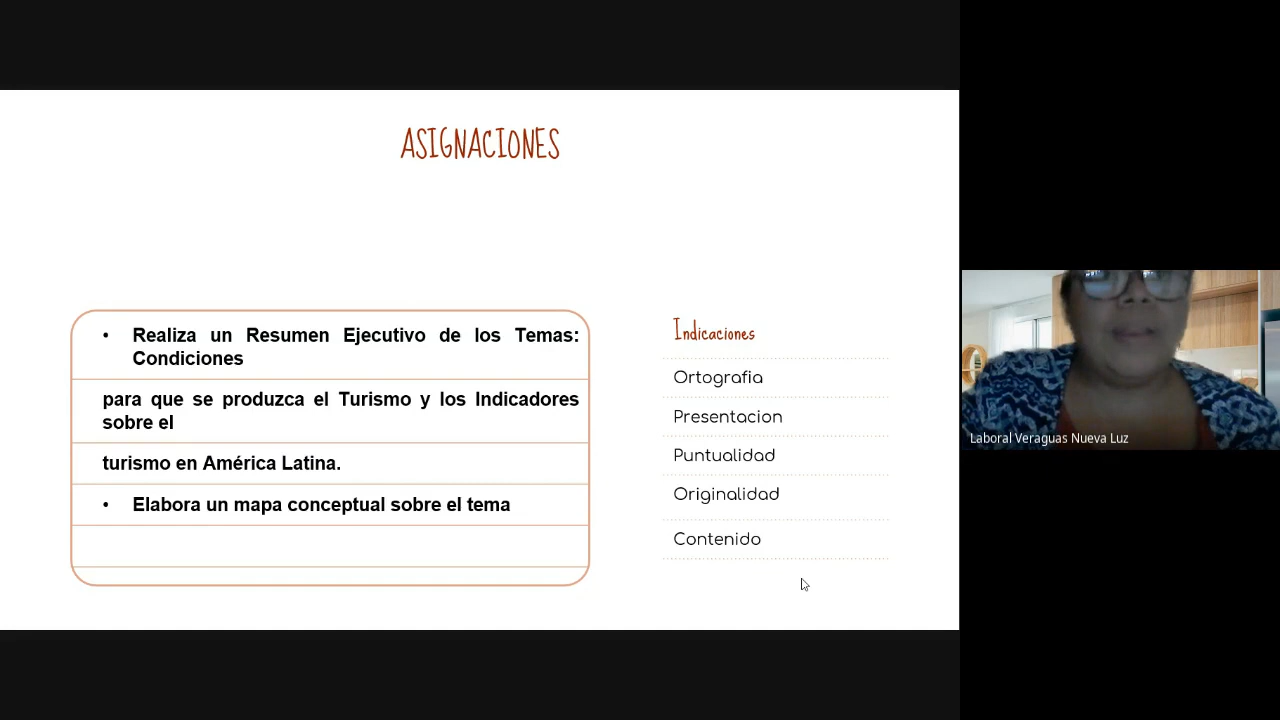 ASIGNACIONES
• Realiza un Resumen Ejecutivo de los Temas:
Condiciones
para que se produzca el Turismo y los Indicadores
sobre el
turismo en América Latina.
• Elabora un mapa conceptual sobre el tema
Indicaciones
Ortografia
Presentacion
Puntualidad
Originalidad
Contenido
Laboral Veraguas Nueva Luz